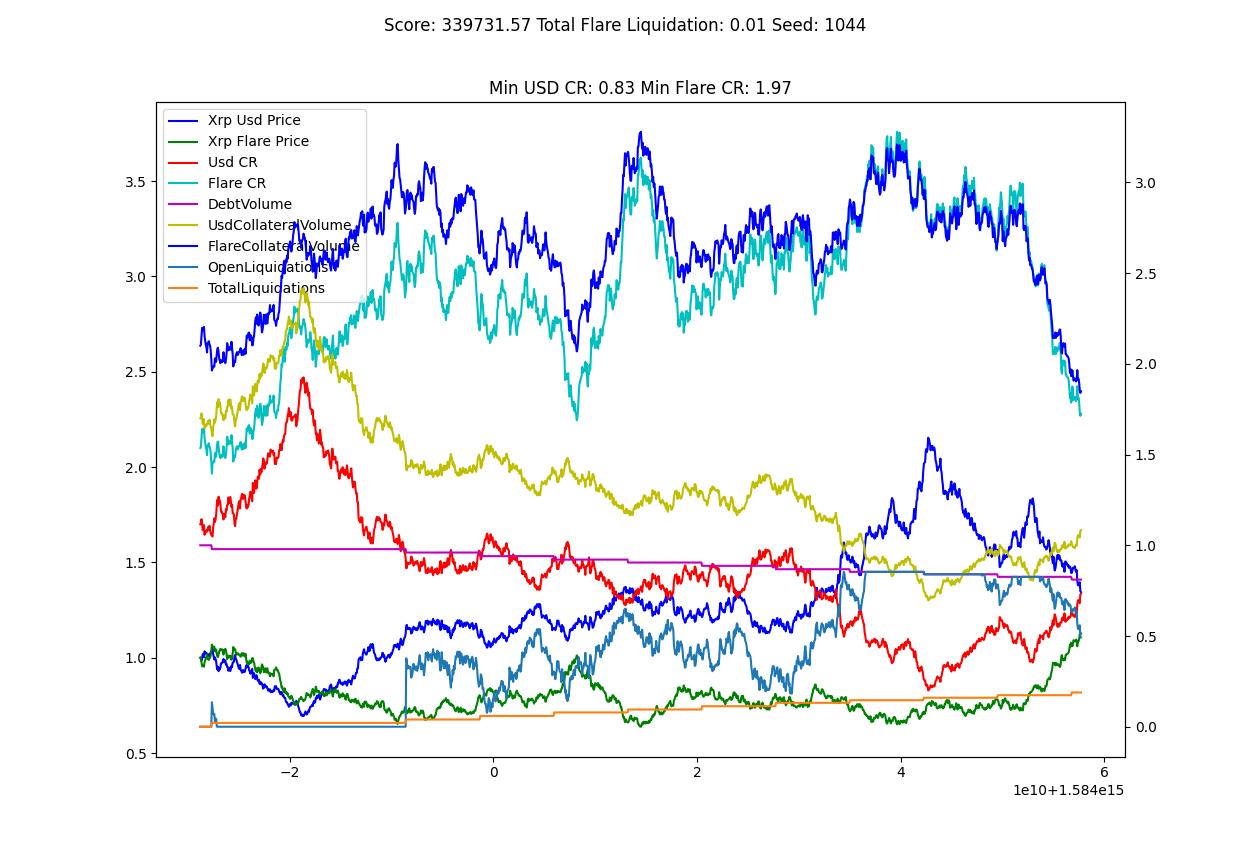 Score: 339731.57 Total Flare Liquidation: 0.01 Seed: 1044
Min USD CR: 0.83 Min Flare CR: 1.97
Xrp Usd Price
Xrp Flare Price
Usd CR
Flare CR
DebtVolume
UsdCollateralVolume
FlareCollateralVolume
OpenLiquidations
TotalLiquidations
3.5
3.0
2.5
2.0
1.5
1.0
0.5
3.0
2.5
2.0
1.5
1.0
0.5
0.0
−2 0 2 4 6
1e10+1.584e15